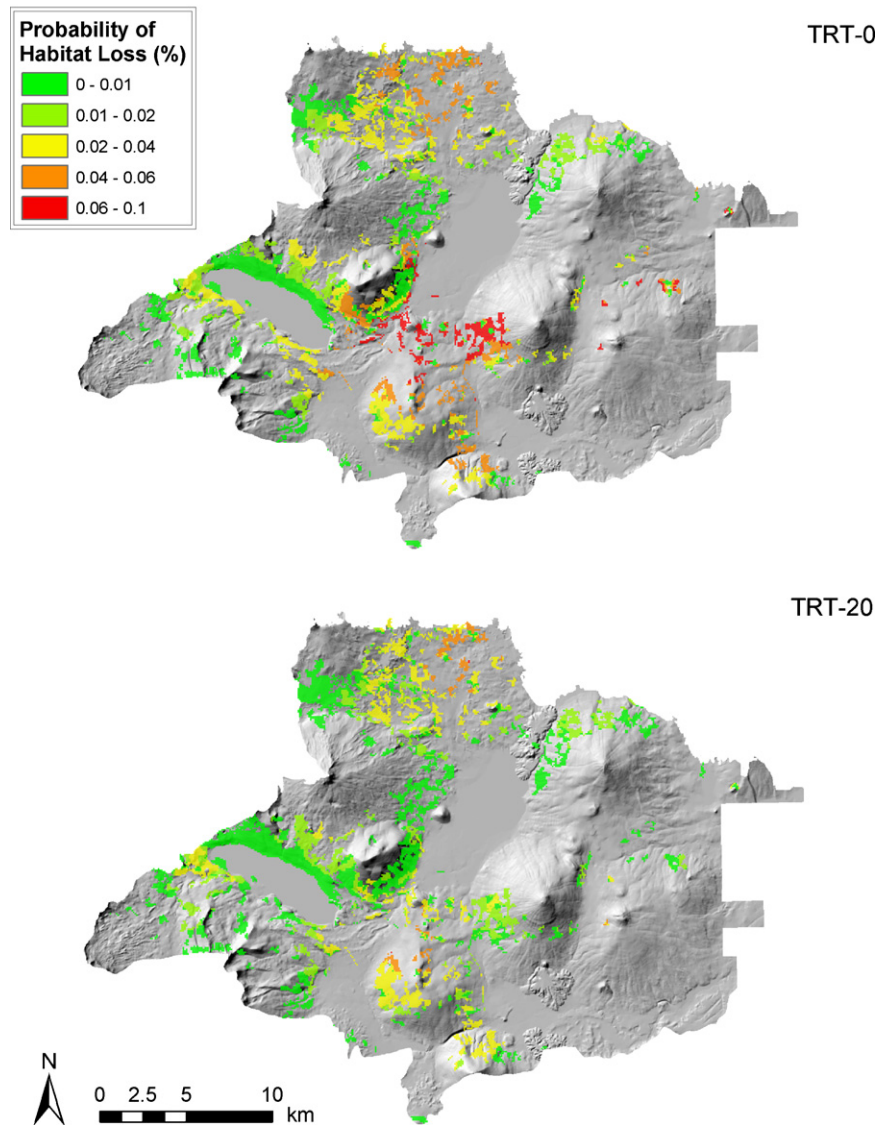 Probability of
Habitat Loss (%)
0 - 0.01
0.01 - 0.02
0.02 - 0.04
0.04 - 0.06
0.06 - 0.1
TRT-0
TRT-20
N
0 2.5 5 10
km